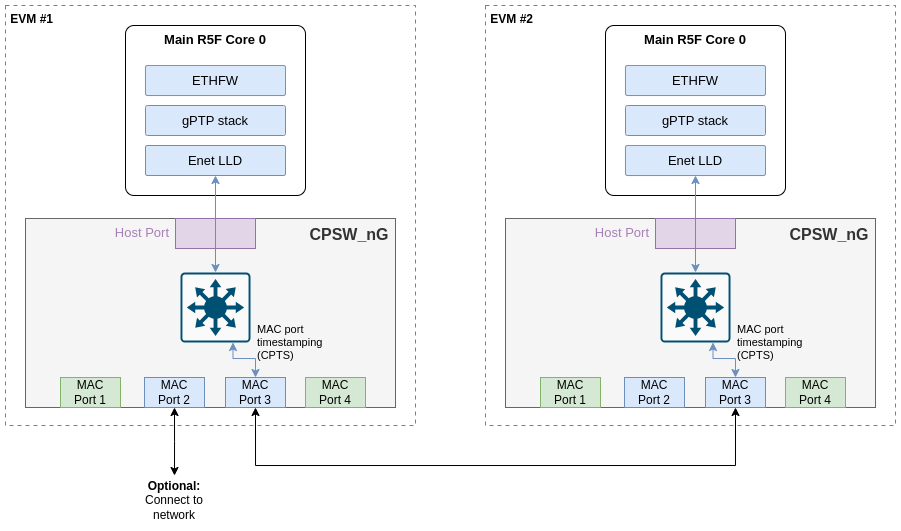 EVM #1
Main R5F Core 0
ETHFW
gPTP stack
Enet LLD
Host Port
CPSW_nG
MAC port
timestamping
(CPTS)
MAC
Port 1
MAC
Port 2
MAC
Port 3
MAC
Port 4
Optional:
Connect to
network
EVM #2
Main R5F Core 0
ETHFW
gPTP stack
Enet LLD
Host Port
CPSW_nG
MAC port
timestamping
(CPTS)
MAC
Port 1
MAC
Port 2
MAC
Port 3
MAC
Port 4